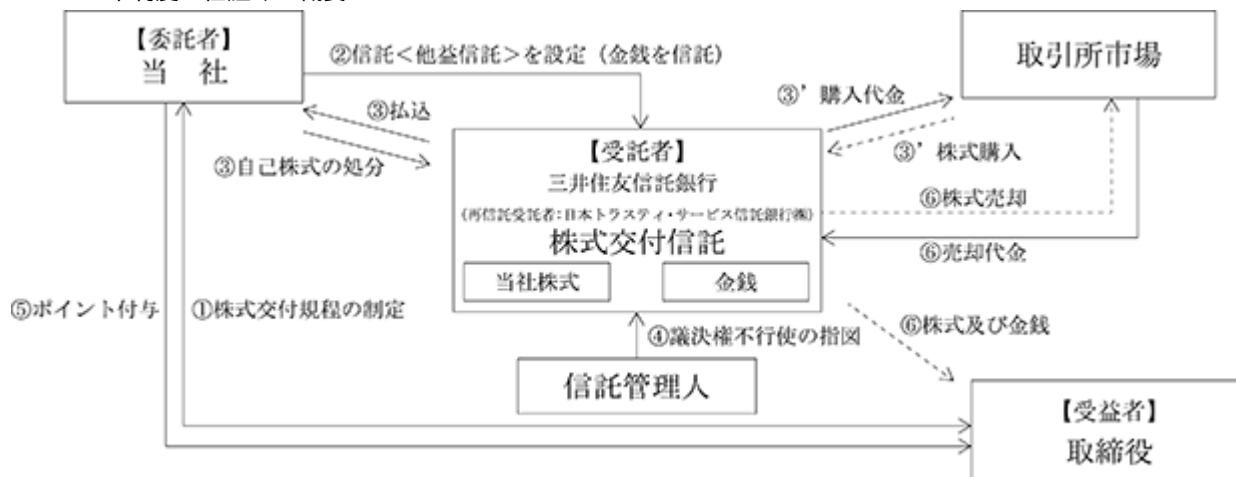 【委託者】
当 社
②信託＜他益信託＞を設定（金銭を信託）
取引所市場
③払込
③自己株式の処分
③’購入代金
③’株式購入
【受託者】
三井住友信託銀行
（再信託受託者：日本トラスティ・サービス信託銀行㈱）
株式交付信託
当社株式
金銭
⑥株式売却
⑥売却代金
⑤ポイント付与
①株式交付規程の制定
④議決権不行使の指図
⑥株式及び金銭
信託管理人
【受益者】
取締役